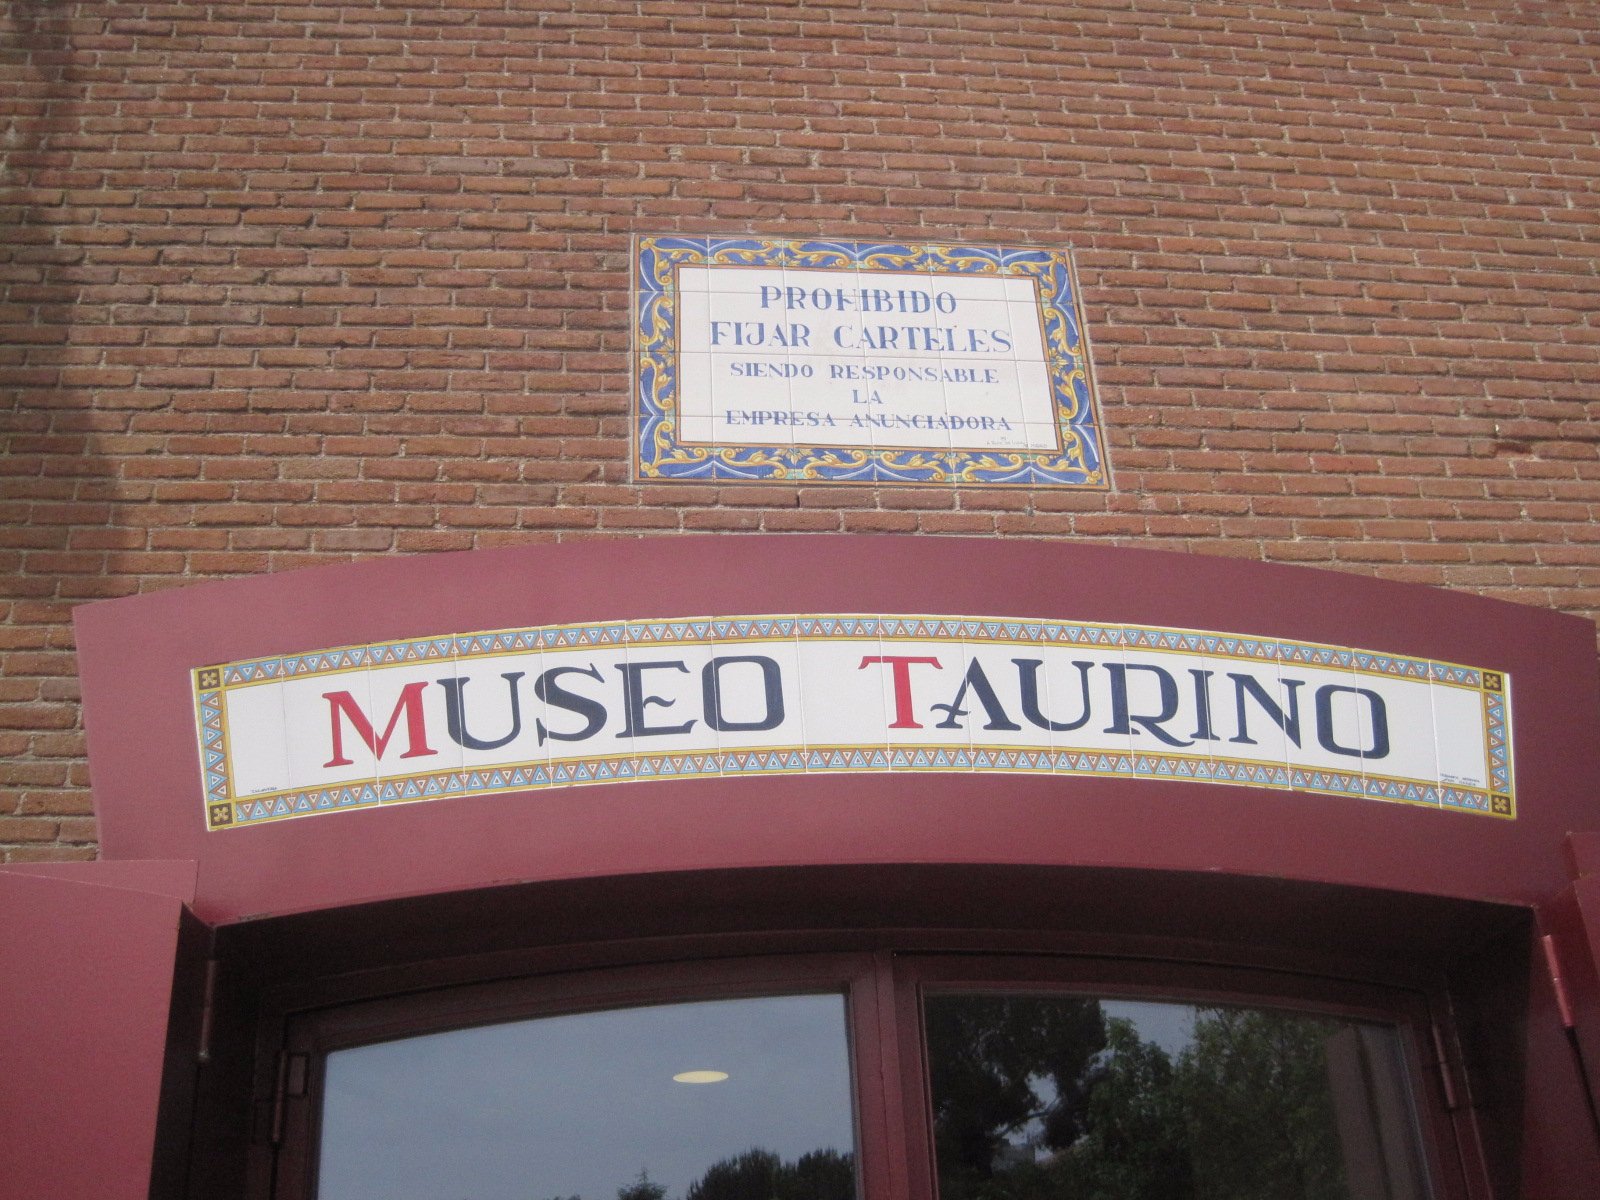 PROHIBIDO
FIJAR CARTELES
SIENDO RESPONSABLE
LA
EMPRESA ANUNCIADORA
MUSEO TAURINO